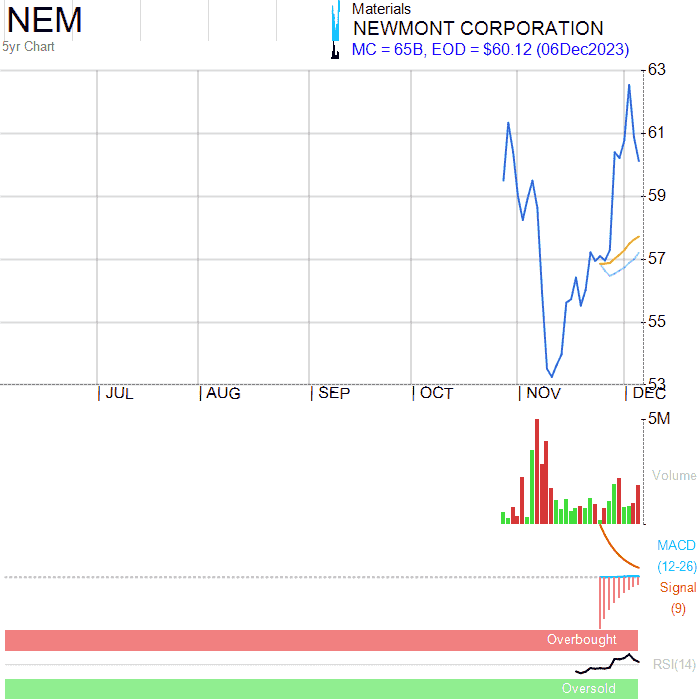 NEM
5yr Chart
Materials
NEWMONT CORPORATION
MC = 65B, EOD = $60.12 (06Dec2023)
63
61
59
57
55
53
JUL AUG SEP OCT NOV DEC
5M
Volume
MACD
(12-26)
Signal
(9)
Overbought
RSI(14)
Oversold